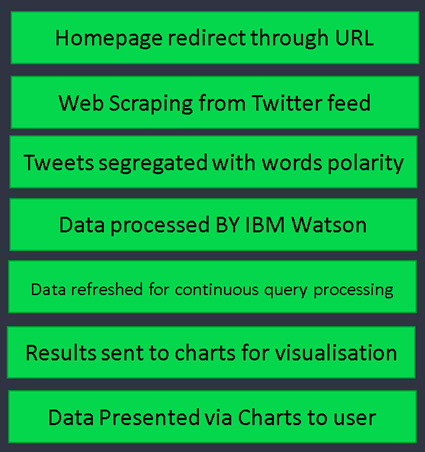 Homepage redirect through URL
Web Scraping from Twitter feed
Tweets segregated with words polarity
Data processed BY IBM Watson
Data refreshed for continuous query processing
Results sent to charts for visualisation
Data Presented via Charts to user